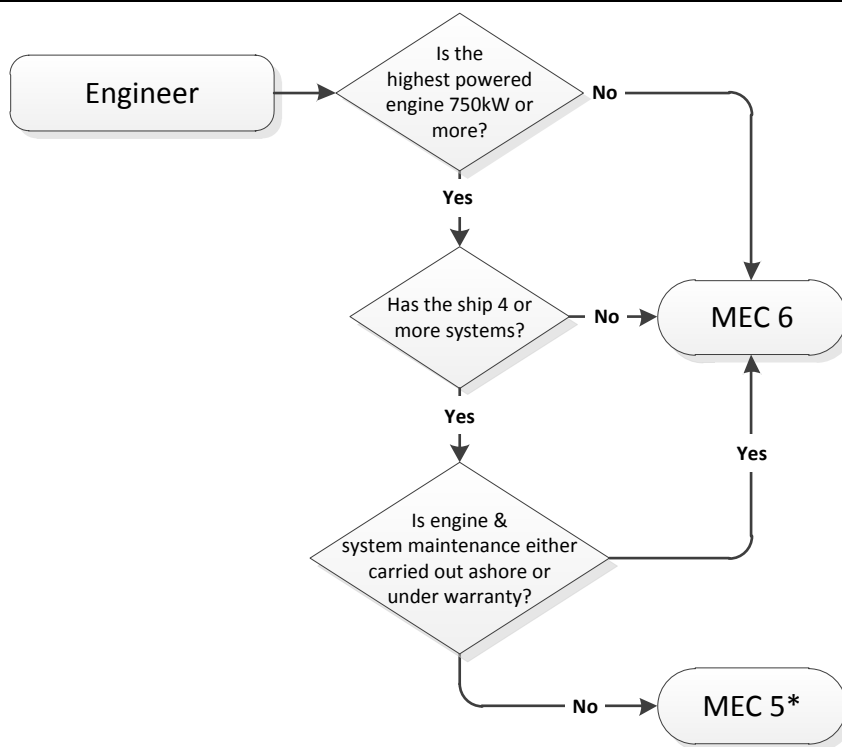 Engineer
Is the
highest powered
engine 750kW or
more?
No
Yes
Has the ship 4 or
more systems?
No
MEC 6
Yes
Yes
Is engine &
system maintenance either
carried out ashore or
under warranty?
No
MEC 5*